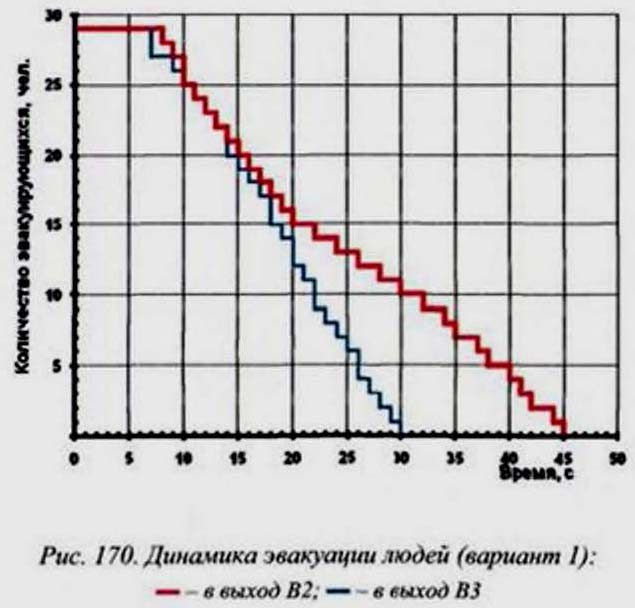 Количество эвакуирующихся, чел.
30
25
20
15
10
5
0 5 10 15 20 25 30 35 40 45 50
Время, с
Рис. 170. Динамика эвакуации людей (вариант 1):
– в выход В2; – в выход В3